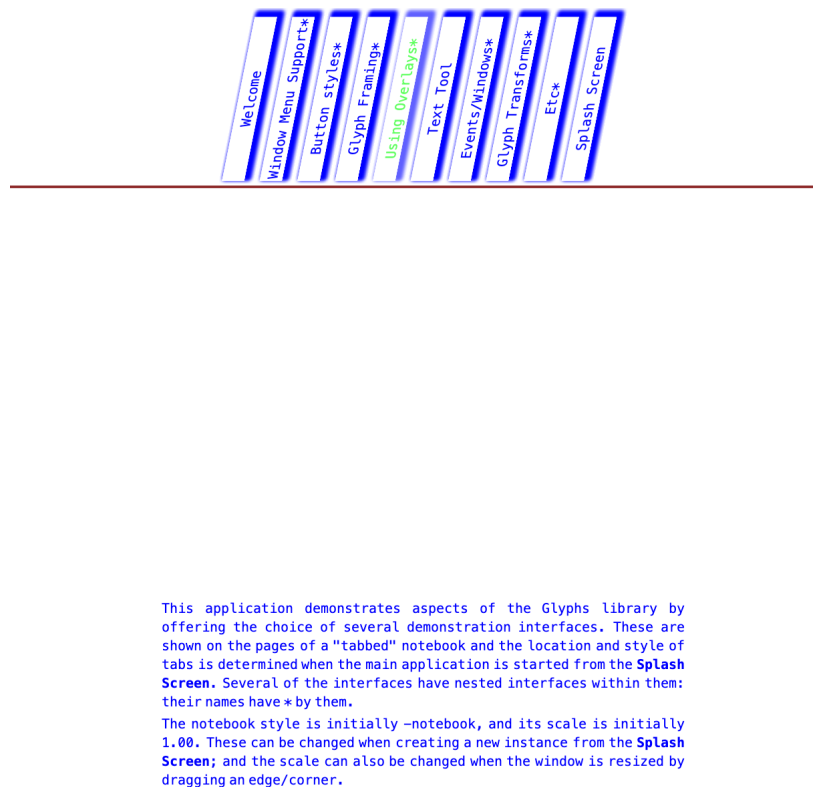 Welcome
Window Menu Support*
Button styles*
Glyph Framing*
Using Overlays*
Text Tool
Events/Windows*
Glyph Transforms*
Etc*
Splash Screen
This application demonstrates aspects of the Glyphs library by
offering the choice of several demonstration interfaces. These are
shown on the pages of a "tabbed" notebook and the location and style of
tabs is determined when the main application is started from the Splash
Screen. Several of the interfaces have nested interfaces within them:
their names have * by them.
The notebook style is initially –notebook, and its scale is initially
1.00. These can be changed when creating a new instance from the Splash
Screen; and the scale can also be changed when the window is resized by
dragging an edge/corner.